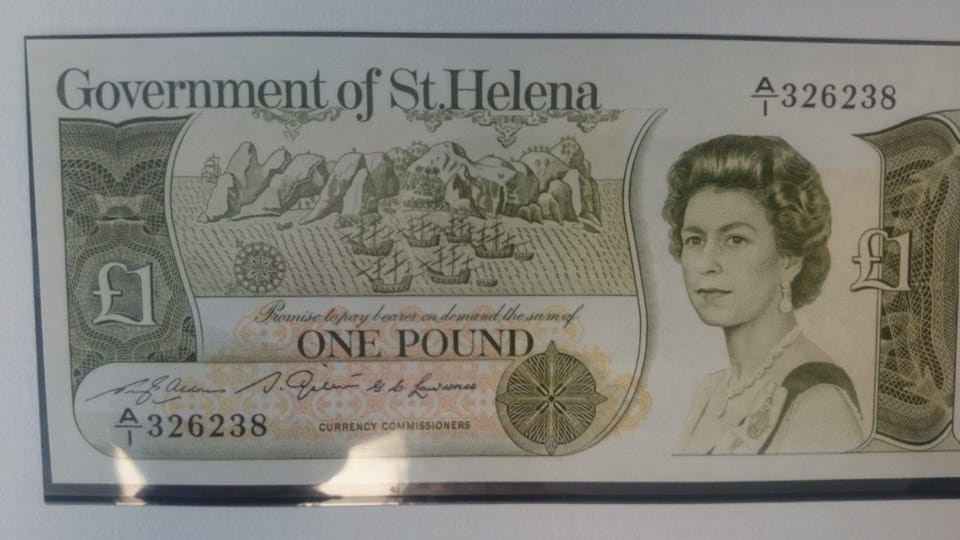 Government of St.Helena
A/1 326238
£1
£1
Promise to pay bearer on demand the sum of
ONE POUND
A/1 326238
CURRENCY COMMISSIONERS